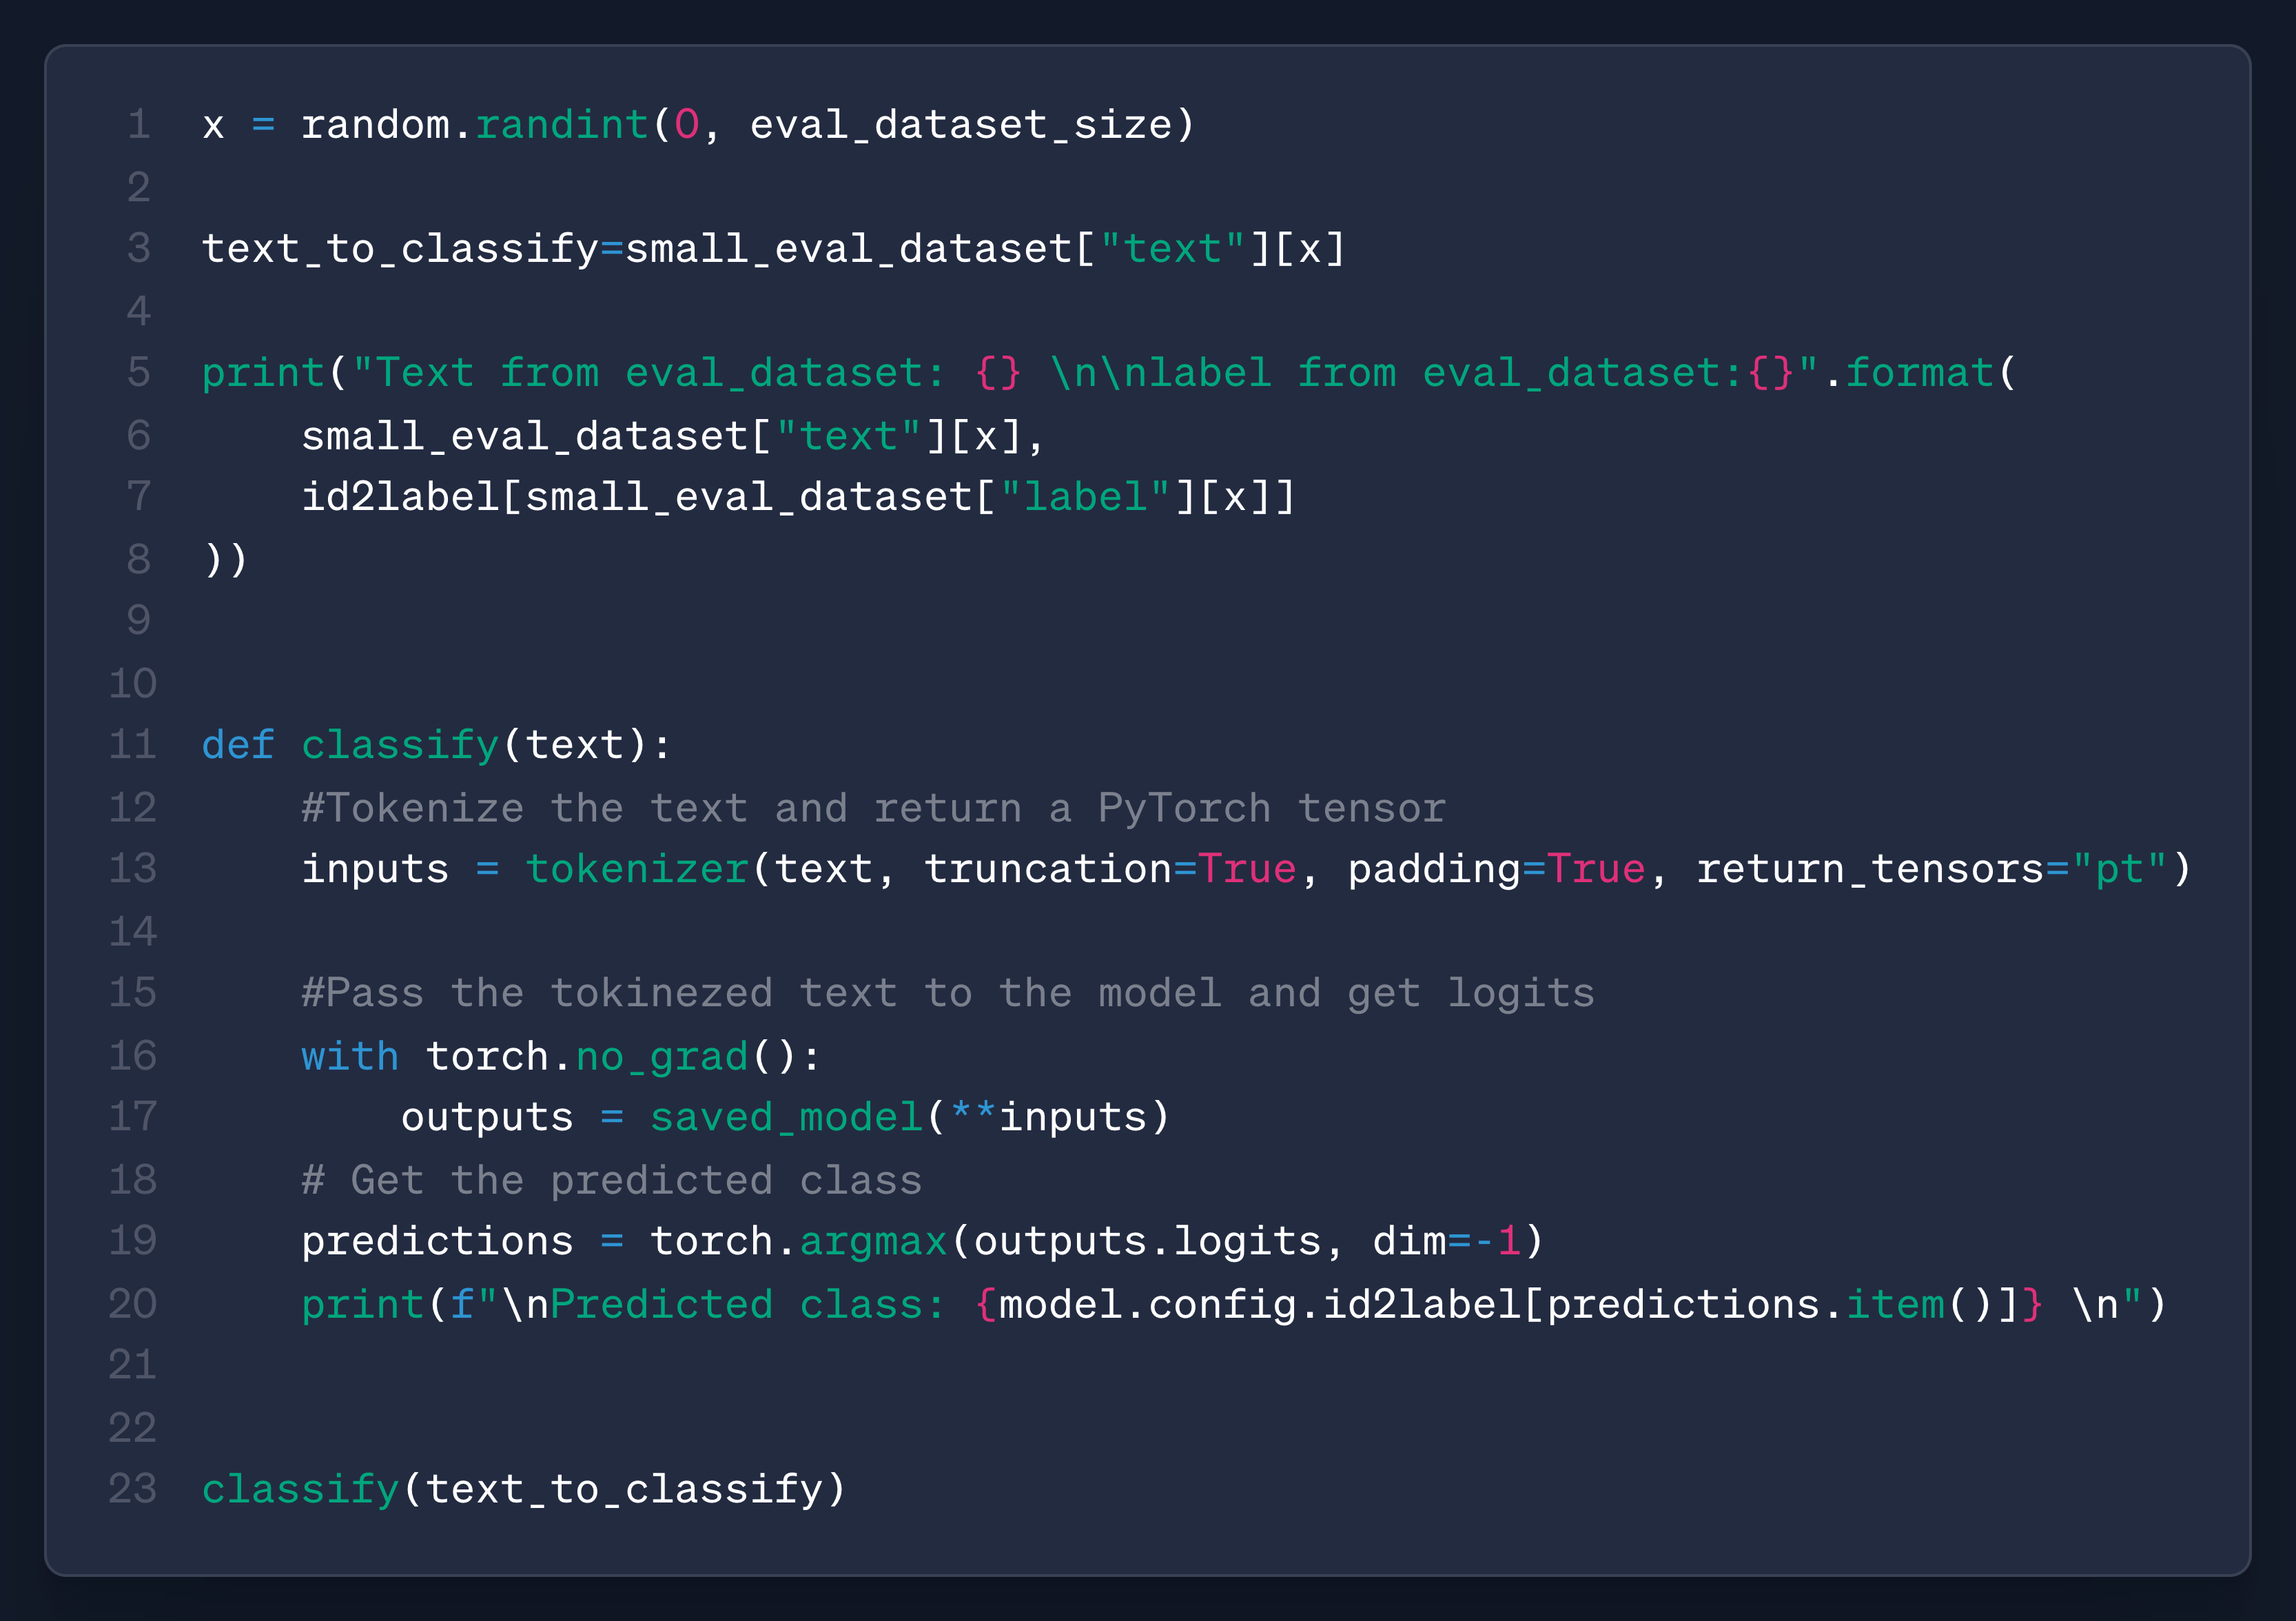 1 x = random.randint(0, eval_dataset_size)
2
3 text_to_classify=small_eval_dataset["text"][x]
4
5 print("Text from eval_dataset: {} \n\nlabel from eval_dataset:{}".format(
6     small_eval_dataset["text"][x],
7     id2label[small_eval_dataset["label"][x]]
8 ))
9
10
11 def classify(text):
12     #Tokenize the text and return a PyTorch tensor
13     inputs = tokenizer(text, truncation=True, padding=True, return_tensors="pt")
14
15     #Pass the tokinezed text to the model and get logits
16     with torch.no_grad():
17         outputs = saved_model(**inputs)
18     # Get the predicted class
19     predictions = torch.argmax(outputs.logits, dim=-1)
20     print(f"\nPredicted class: {model.config.id2label[predictions.item()]} \n")
21
22
23 classify(text_to_classify)